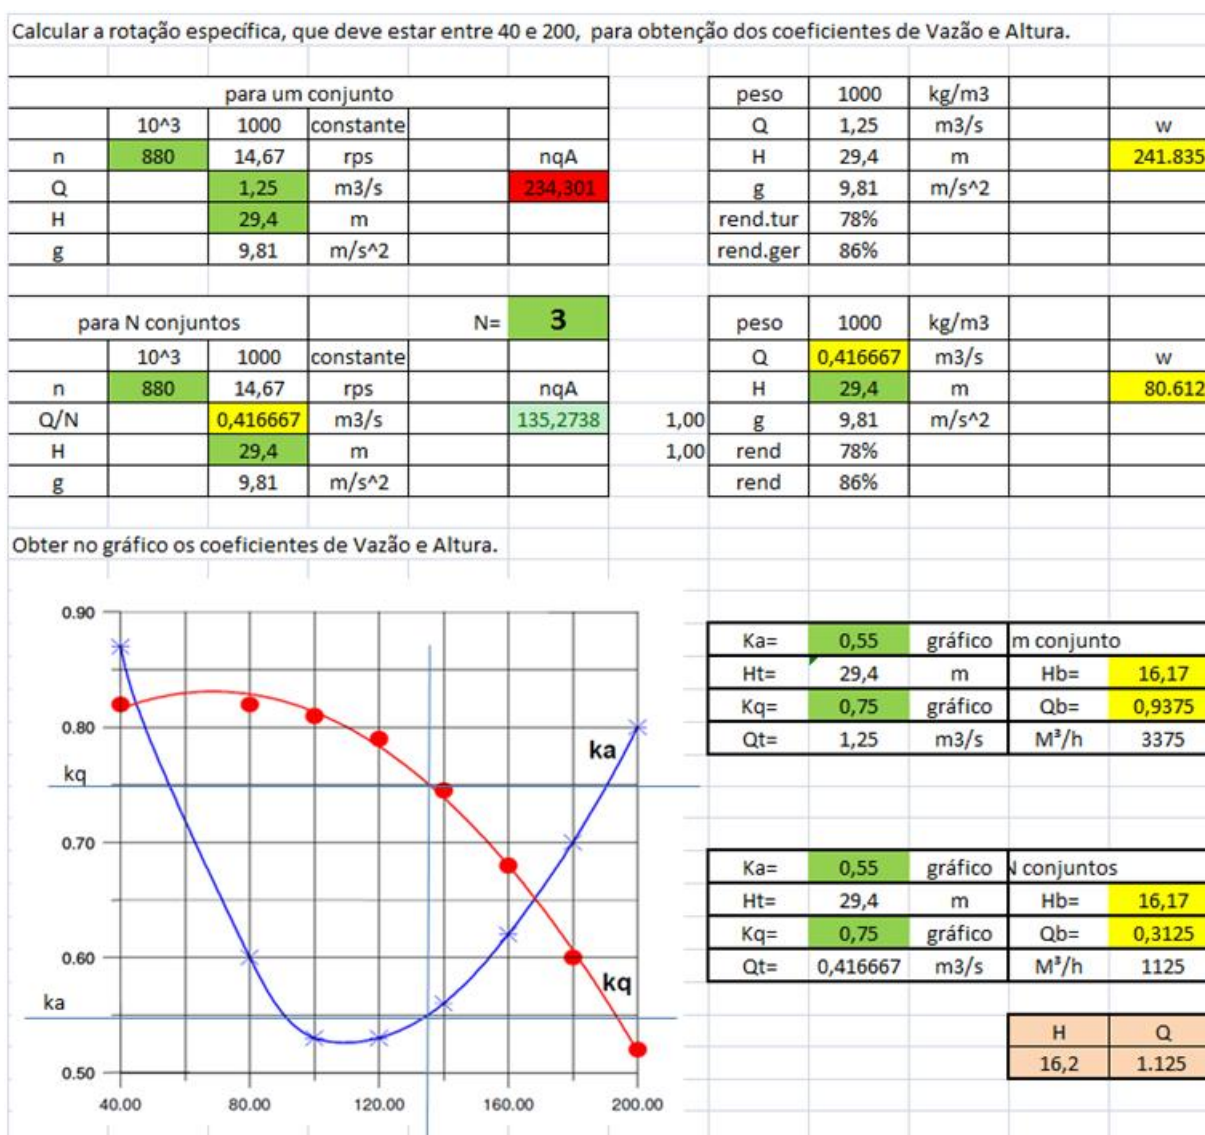 Calcular a rotação específica, que deve estar entre 40 e 200, para obtenção dos coeficientes de Vazão e Altura.
para um conjunto
10^3 1000 constante
n 880 14,67 rps nqA
Q 1,25 m3/s 234,301
H 29,4 m
g 9,81 m/s^2
peso 1000 kg/m3
Q 1,25 m3/s w
H 29,4 m 241.835
g 9,81 m/s^2
rend.tur 78%
rend.ger 86%
para N conjuntos N= 3
10^3 1000 constante
n 880 14,67 rps nqA
Q/N 0,416667 m3/s 135,2738 1,00
H 29,4 m 1,00
g 9,81 m/s^2
peso 1000 kg/m3
Q 0,416667 m3/s w
H 29,4 m 80.612
g 9,81 m/s^2
rend 78%
rend 86%
Obter no gráfico os coeficientes de Vazão e Altura.
0.90
0.80
kq
0.70
0.60
ka
0.50
ka
kq
40.00 80.00 120.00 160.00 200.00
Ka= 0,55 gráfico m conjunto
Ht= 29,4 m Hb= 16,17
Kq= 0,75 gráfico Qb= 0,9375
Qt= 1,25 m3/s M³/h 3375
Ka= 0,55 gráfico N conjuntos
Ht= 29,4 m Hb= 16,17
Kq= 0,75 gráfico Qb= 0,3125
Qt= 0,416667 m3/s M³/h 1125
H Q
16,2 1.125